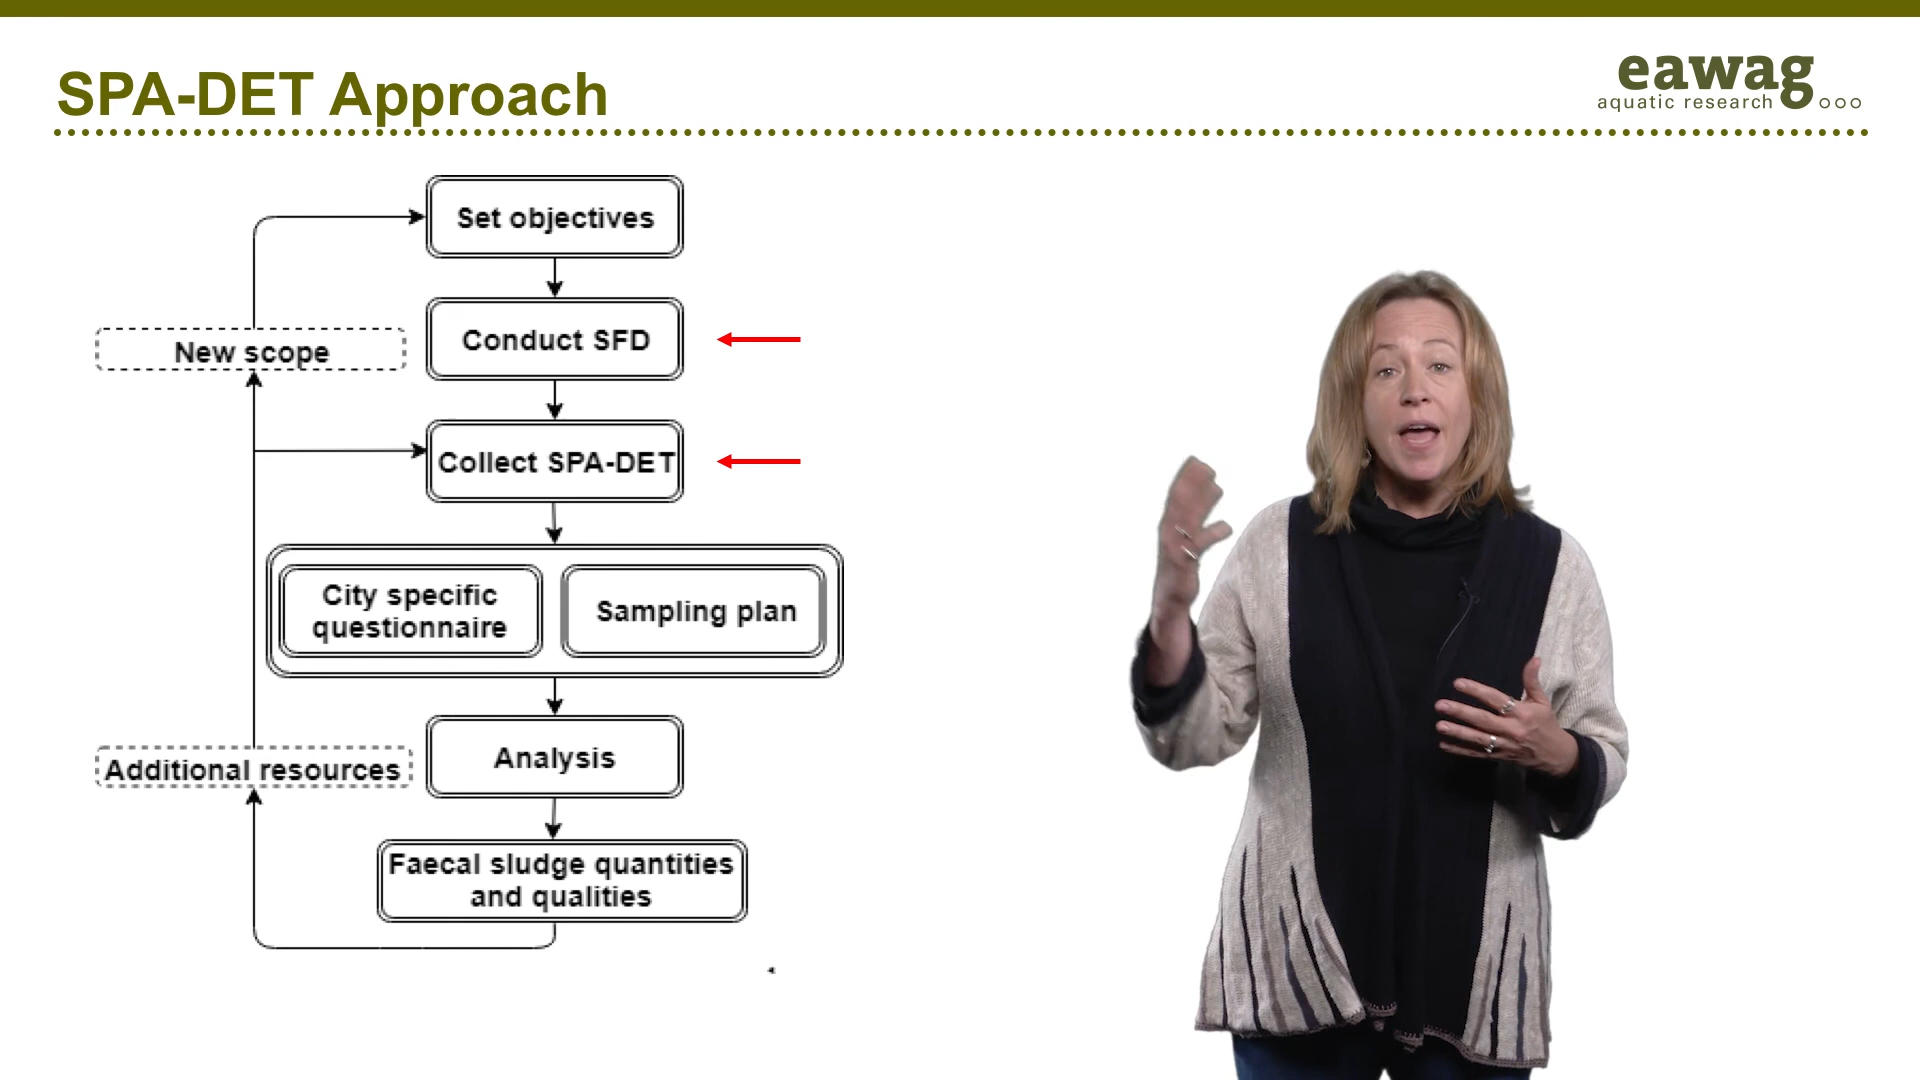 SPA-DET Approach
eawag
aquatic research
Set objectives
Conduct SFD
New scope
Collect SPA-DET
City specific
questionnaire
Sampling plan
Analysis
Additional resources
Faecal sludge quantities
and qualities